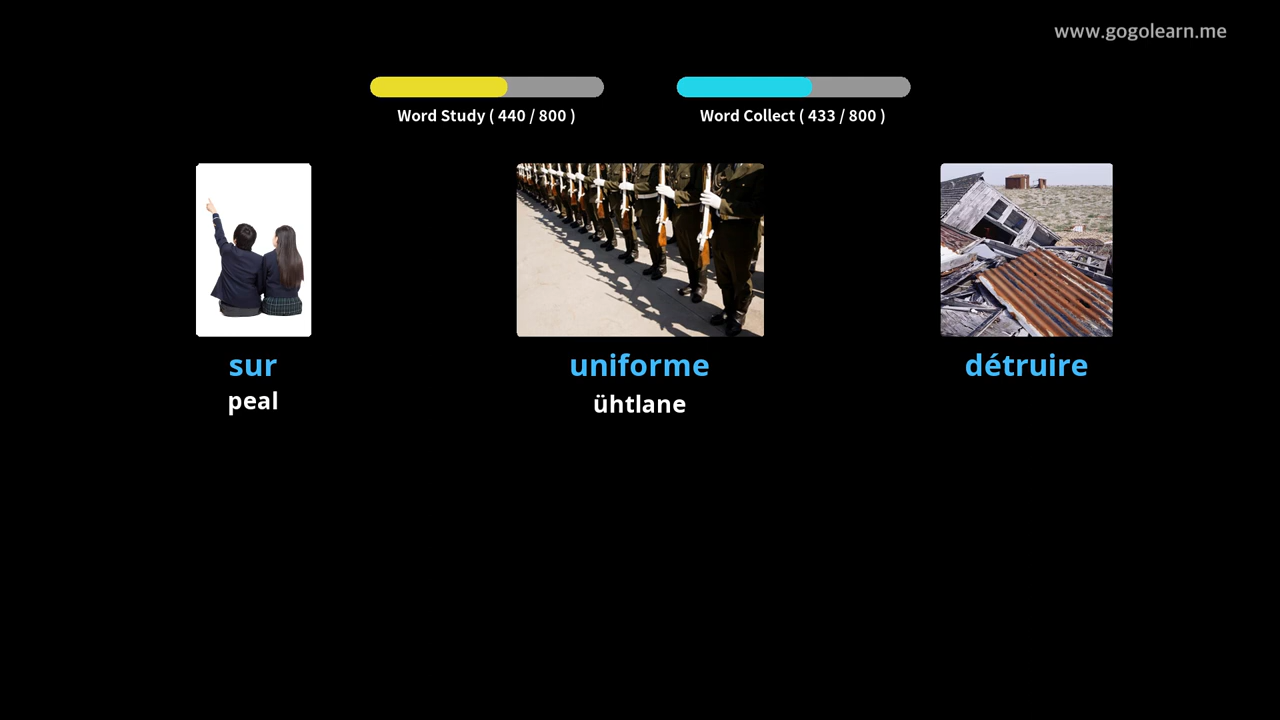 www.gogolearn.me
Word Study ( 440 / 800 )
Word Collect ( 433 / 800 )
sur
peal
uniforme
ühtlane
détruire